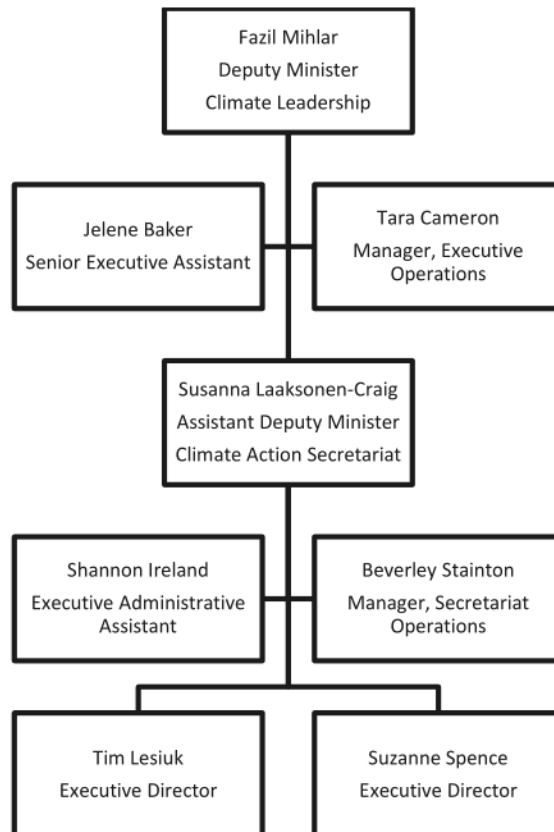 Fazil Mihlar
Deputy Minister
Climate Leadership
Jelene Baker
Senior Executive Assistant
Tara Cameron
Manager, Executive
Operations
Susanna Laaksonen-Craig
Assistant Deputy Minister
Climate Action Secretariat
Shannon Ireland
Executive Administrative
Assistant
Beverley Stainton
Manager, Secretariat
Operations
Tim Lesiuk
Executive Director
Suzanne Spence
Executive Director